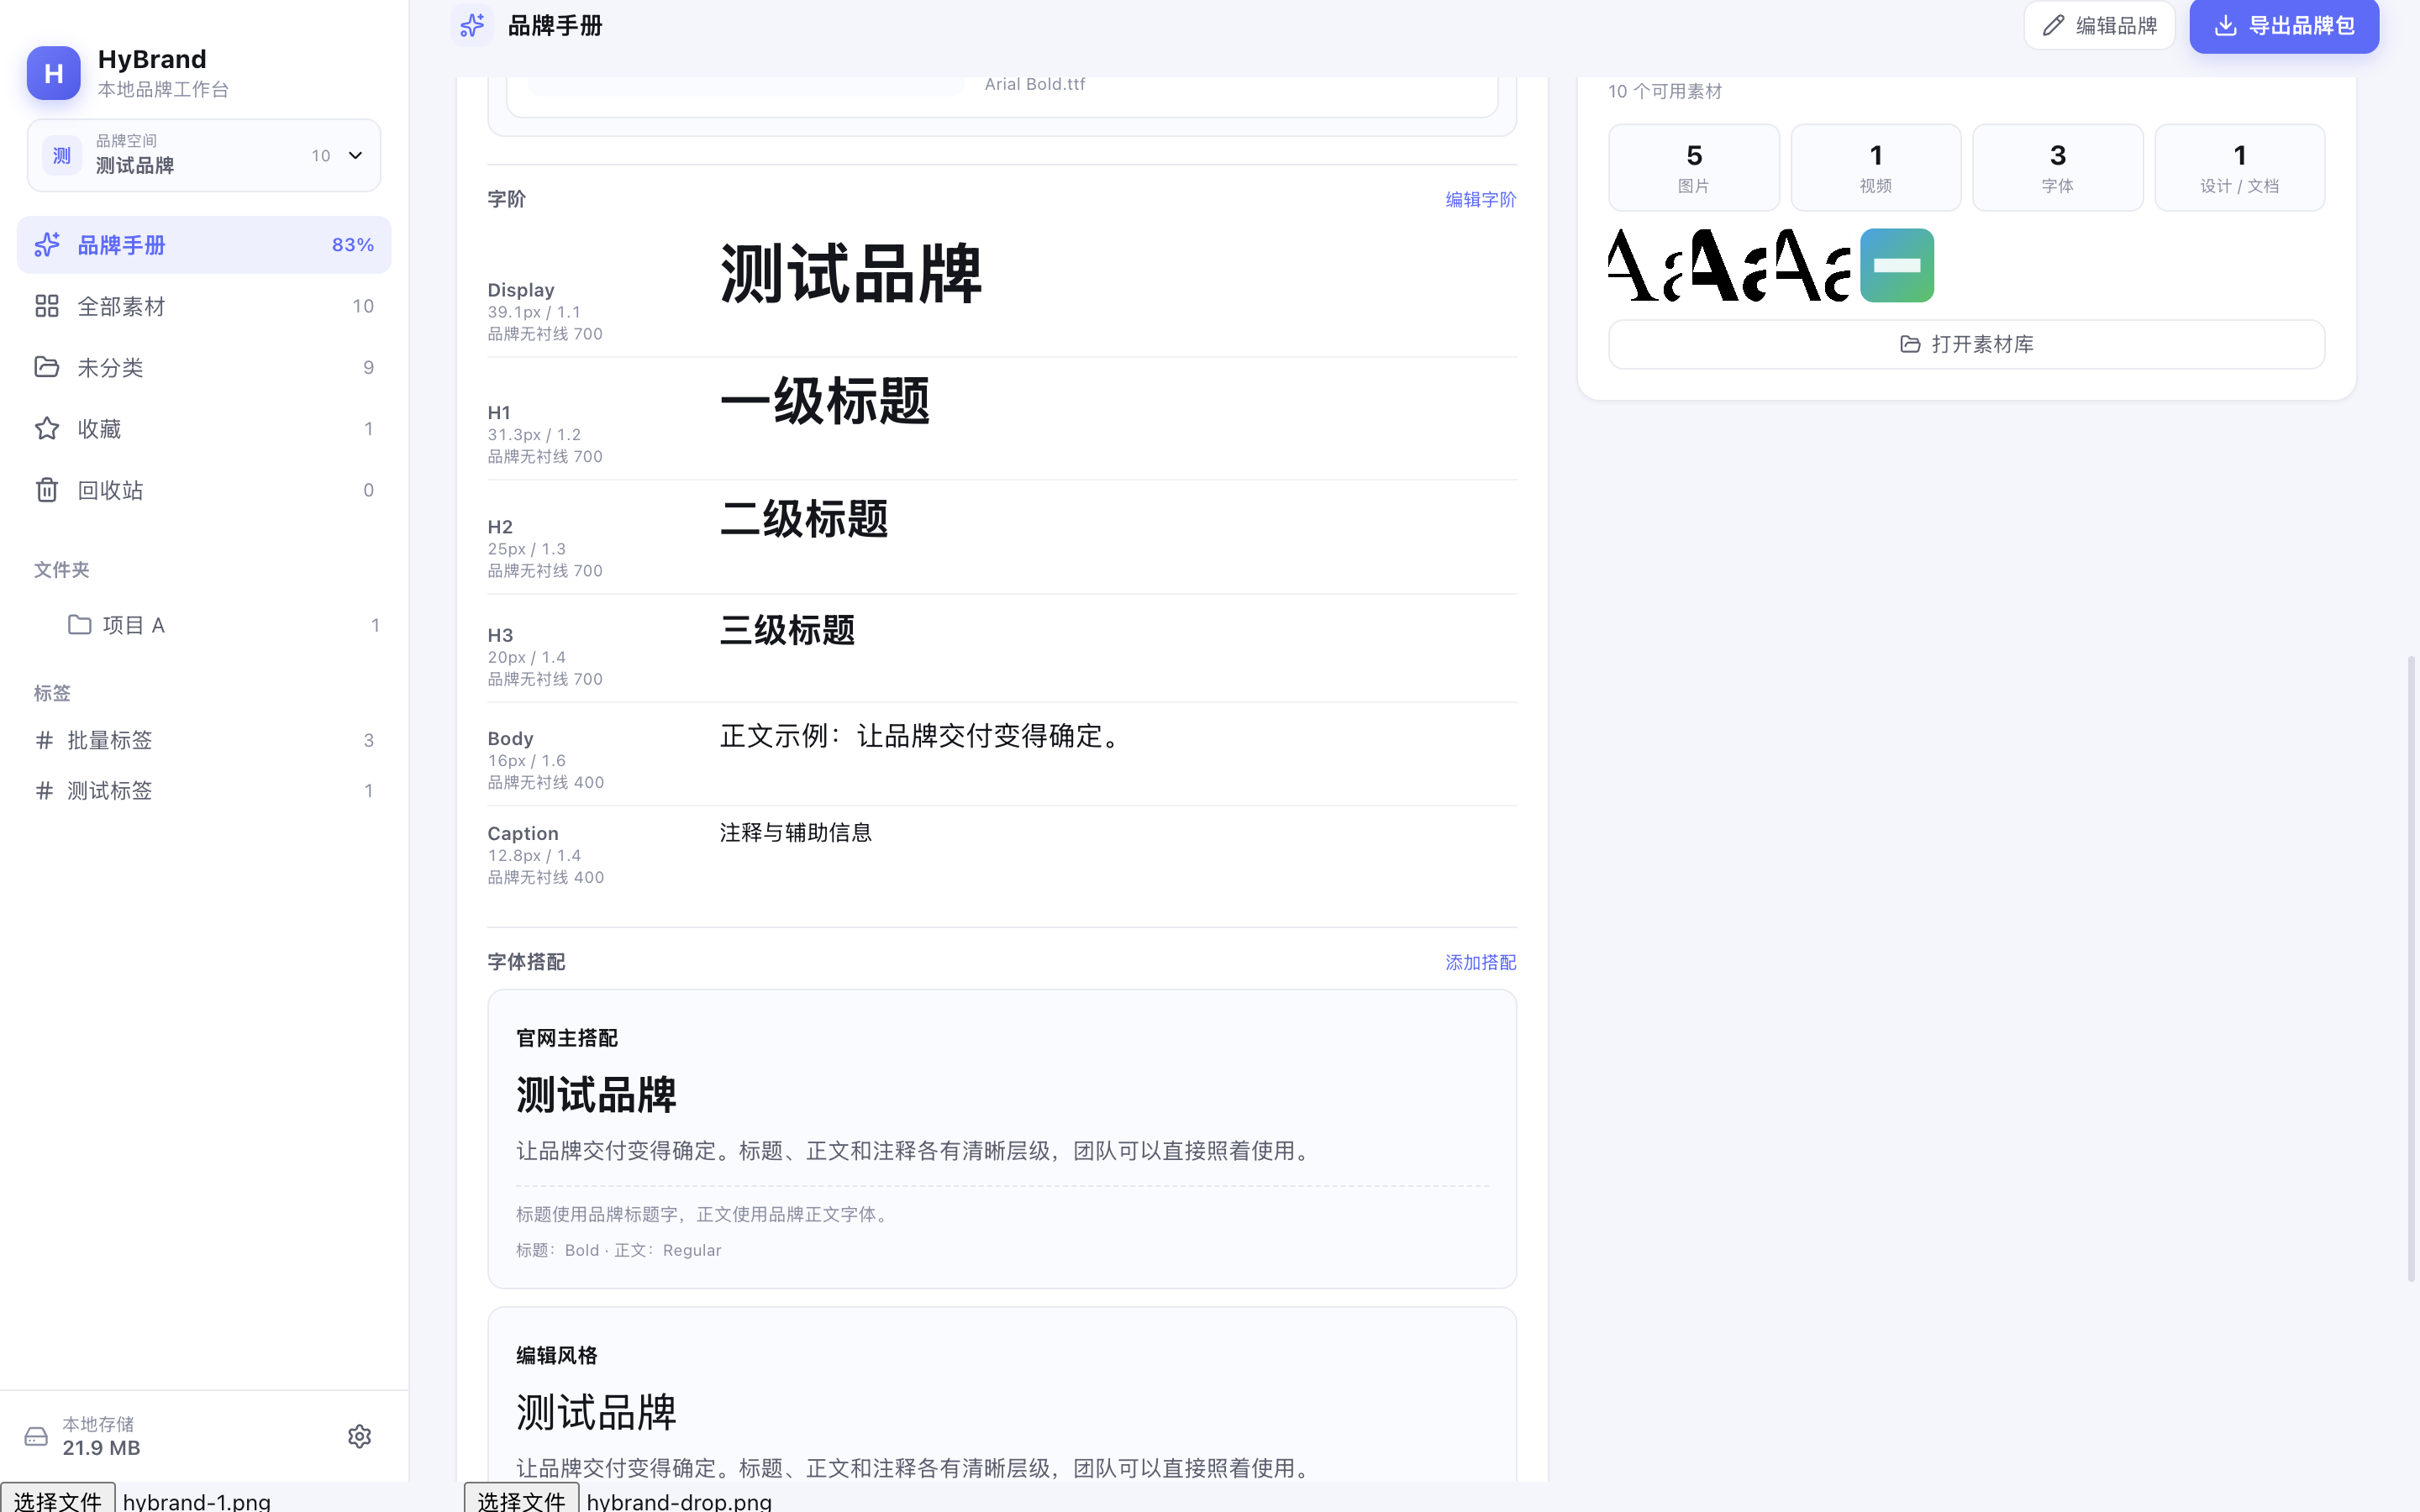 H
HyBrand
本地品牌工作台
测
品牌空间
测试品牌
10
品牌手册
83%
全部素材
10
未分类
9
收藏
1
回收站
0
文件夹
项目 A
1
标签
# 批量标签
3
# 测试标签
1
本地存储
21.9 MB
选择文件 hybrand-1.png
品牌手册
编辑品牌
导出品牌包
Arial Bold.ttf
字阶
编辑字阶
Display
39.1px / 1.1
品牌无衬线 700
测试品牌
H1
31.3px / 1.2
品牌无衬线 700
一级标题
H2
25px / 1.3
品牌无衬线 700
二级标题
H3
20px / 1.4
品牌无衬线 700
三级标题
Body
16px / 1.6
品牌无衬线 400
正文示例：让品牌交付变得确定。
Caption
12.8px / 1.4
品牌无衬线 400
注释与辅助信息
字体搭配
添加搭配
官网主搭配
测试品牌
让品牌交付变得确定。标题、正文和注释各有清晰层级，团队可以直接照着使用。
标题使用品牌标题字，正文使用品牌正文字体。
标题：Bold · 正文：Regular
编辑风格
测试品牌
让品牌交付变得确定。标题、正文和注释各有清晰层级，团队可以直接照着使用。
选择文件 hybrand-drop.png
10 个可用素材
5
图片
1
视频
3
字体
1
设计 / 文档
Aa Aa Aa
打开素材库